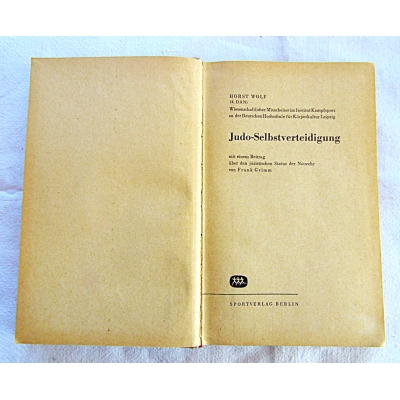 HORST WOLF
(4. DAN)
Wissenschaftlicher Mitarbeiter im Institut Kampfsport
an der Deutschen Hochschule für Körperkultur Leipzig
Judo-Selbstverteidigung
mit einem Beitrag
über den juristischen Status der Notwehr
von Frank Grimm
SPORTVERLAG BERLIN